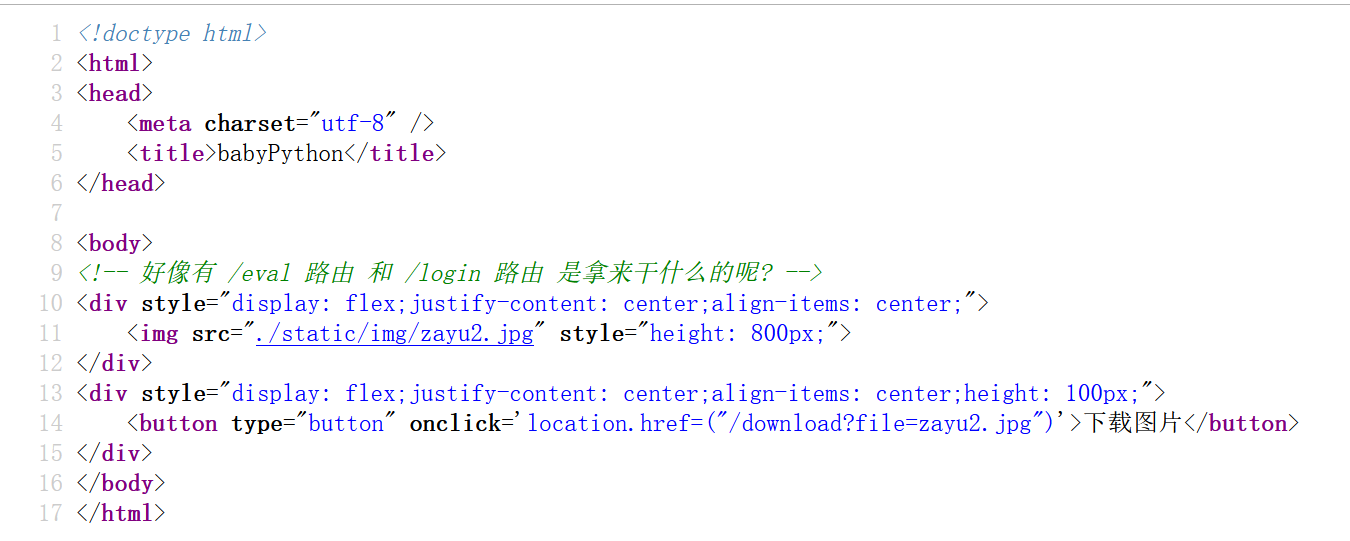 1 <!doctype html>
2 <html>
3 <head>
4 <meta charset="utf-8" />
5 <title>babyPython</title>
6 </head>
7
8 <body>
9 <!-- 好像有 /eval 路由 和 /login 路由 是拿来干什么的呢? -->
10 <div style="display: flex;justify-content: center;align-items: center;">
11 <img src="./static/img/zayu2.jpg" style="height: 800px;">
12 </div>
13 <div style="display: flex;justify-content: center;align-items: center;height: 100px;">
14 <button type="button" onclick='location.href=("/download?file=zayu2.jpg")'>下载图片</button>
15 </div>
16 </body>
17 </html>